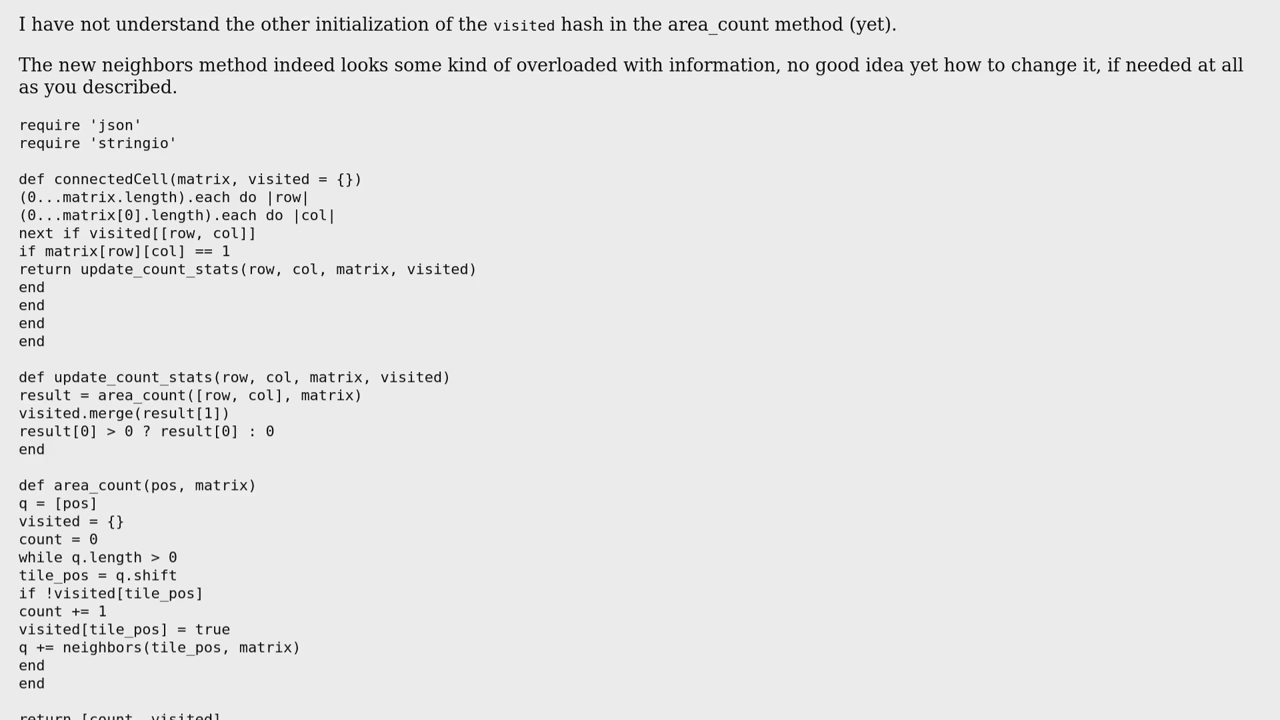 I have not understand the other initialization of the visited hash in the area_count method (yet).
The new neighbors method indeed looks some kind of overloaded with information, no good idea yet how to change it, if needed at all
as you described.
require 'json'
require 'stringio'
def connectedCell(matrix, visited = {})
(0...matrix.length).each do |row|
(0...matrix[0].length).each do |col|
next if visited[[row, col]]
if matrix[row][col] == 1
return update_count_stats(row, col, matrix, visited)
end
end
end
end
def update_count_stats(row, col, matrix, visited)
result = area_count([row, col], matrix)
visited.merge(result[1])
result[0] > 0 ? result[0] : 0
end
def area_count(pos, matrix)
q = [pos]
visited = {}
count = 0
while q.length > 0
tile_pos = q.shift
if !visited[tile_pos]
count += 1
visited[tile_pos] = true
q += neighbors(tile_pos, matrix)
end
end
return [count, visited]